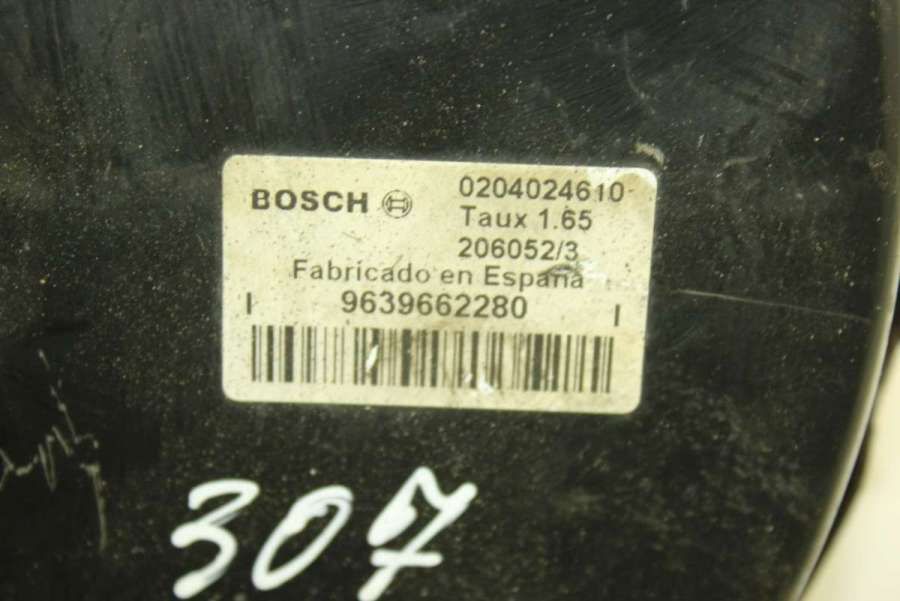 BOSCH
0204024610
Taux 1.65
206052/3
Fabricado en España
9639662280
307